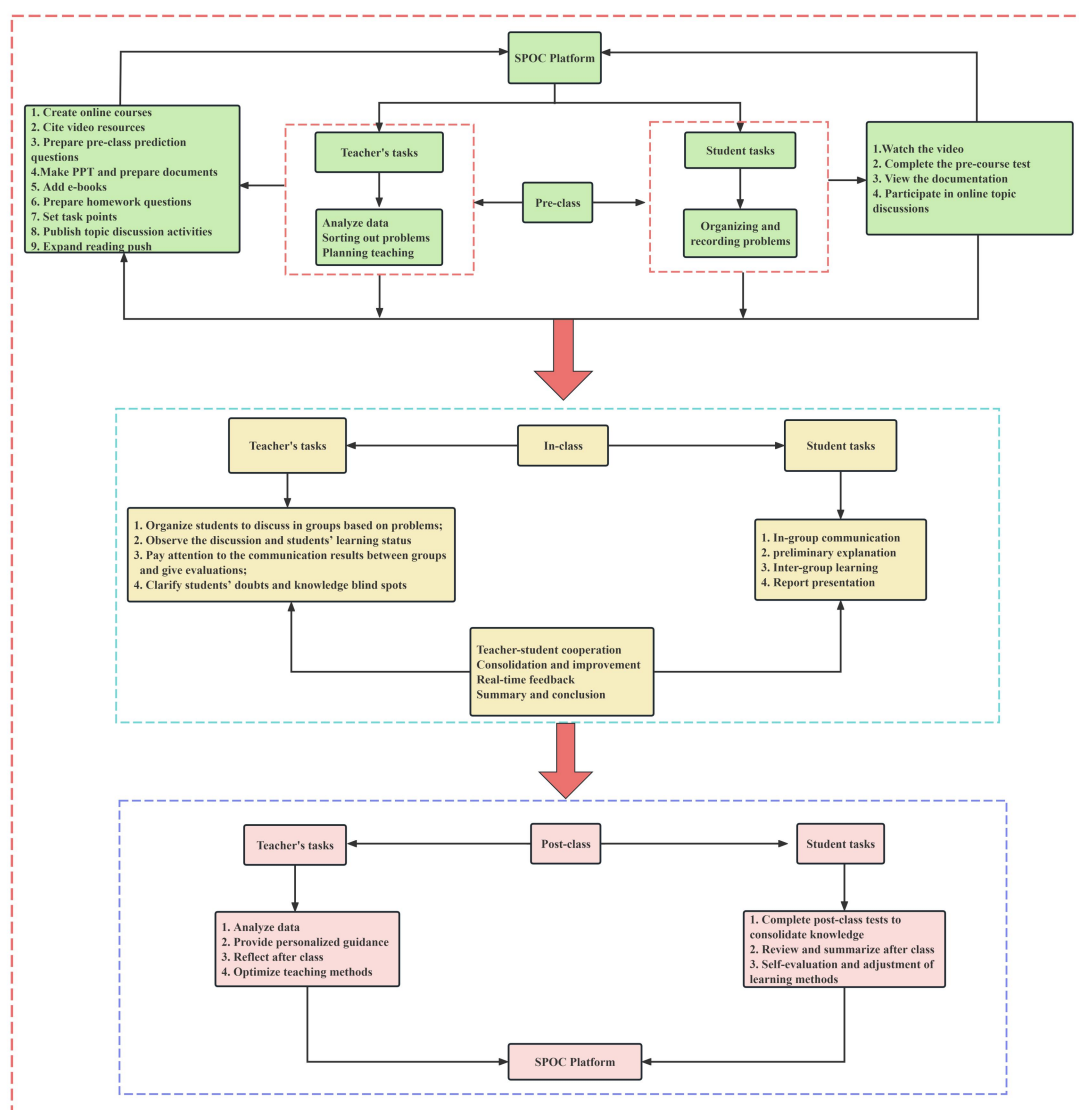 SPOC Platform
1. Create online courses
2. Cite video resources
3. Prepare pre-class prediction
questions
4.Make PPT and prepare documents
5. Add e-books
6. Prepare homework questions
7. Set task points
8. Publish topic discussion activities
9. Expand reading push
Teacher's tasks
Analyze data
Sorting out problems
Planning teaching
Pre-class
Student tasks
Organizing and
recording problems
1.Watch the video
2. Complete the pre-course test
3. View the documentation
4. Participate in online topic
discussions
Teacher's tasks
In-class
Student tasks
1. Organize students to discuss in groups based on problems;
2. Observe the discussion and students’ learning status
3. Pay attention to the communication results between groups
and give evaluations;
4. Clarify students’ doubts and knowledge blind spots
1. In-group communication
2. preliminary explanation
3. Inter-group learning
4. Report presentation
Teacher-student cooperation
Consolidation and improvement
Real-time feedback
Summary and conclusion
Teacher's tasks
Post-class
Student tasks
1. Analyze data
2. Provide personalized guidance
3. Reflect after class
4. Optimize teaching methods
1. Complete post-class tests to
consolidate knowledge
2. Review and summarize after class
3. Self-evaluation and adjustment of
learning methods
SPOC Platform